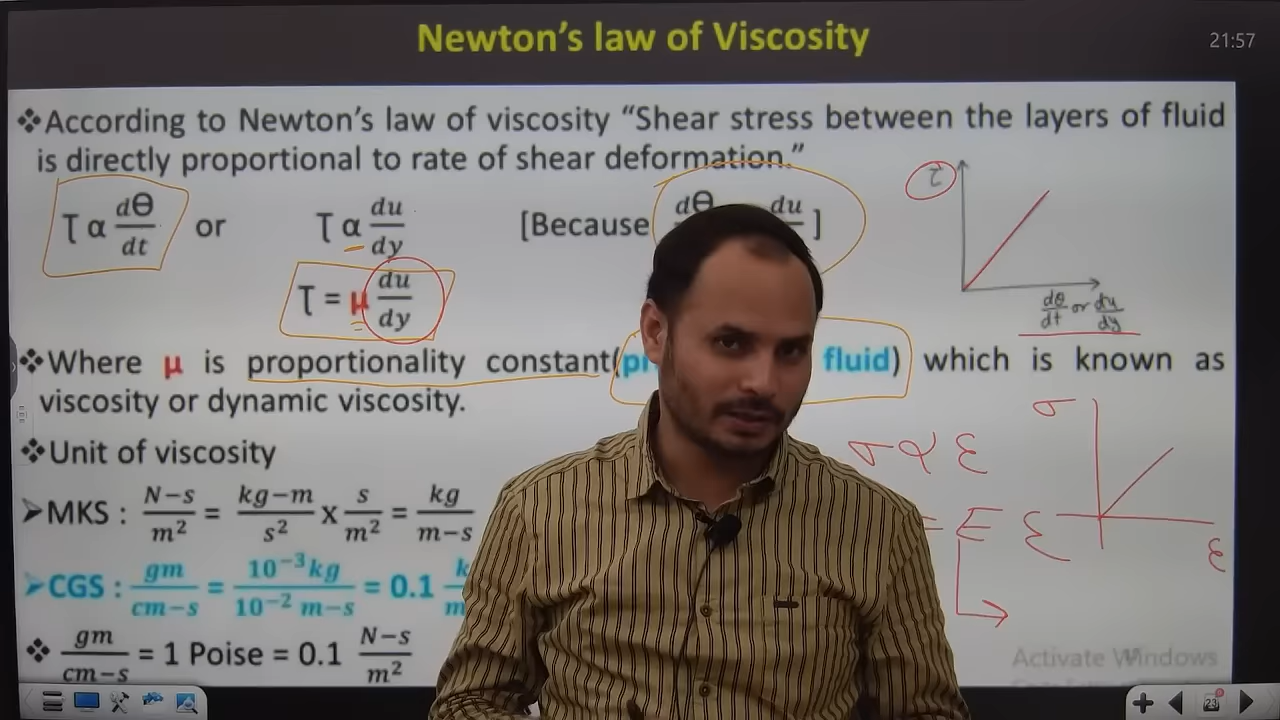 Newton's law of Viscosity
21:57
❖According to Newton's law of viscosity "Shear stress between the layers of fluid
is directly proportional to rate of shear deformation."
τ α dθ/dt or τ α du/dy [Because dθ du ]
τ = μ du/dy
τ
dθ/dt or du/dy
❖Where μ is proportionality constant( fluid) which is known as
viscosity or dynamic viscosity.
σ α ε
σ
ε
= E ε
❖Unit of viscosity
➢MKS : N-s/m² = kg-m/s² x s/m² = kg/m-s
➢CGS : gm/cm-s = 10⁻³kg/10⁻² m-s = 0.1
❖ gm/cm-s = 1 Poise = 0.1 N-s/m²
Activate Windows
23